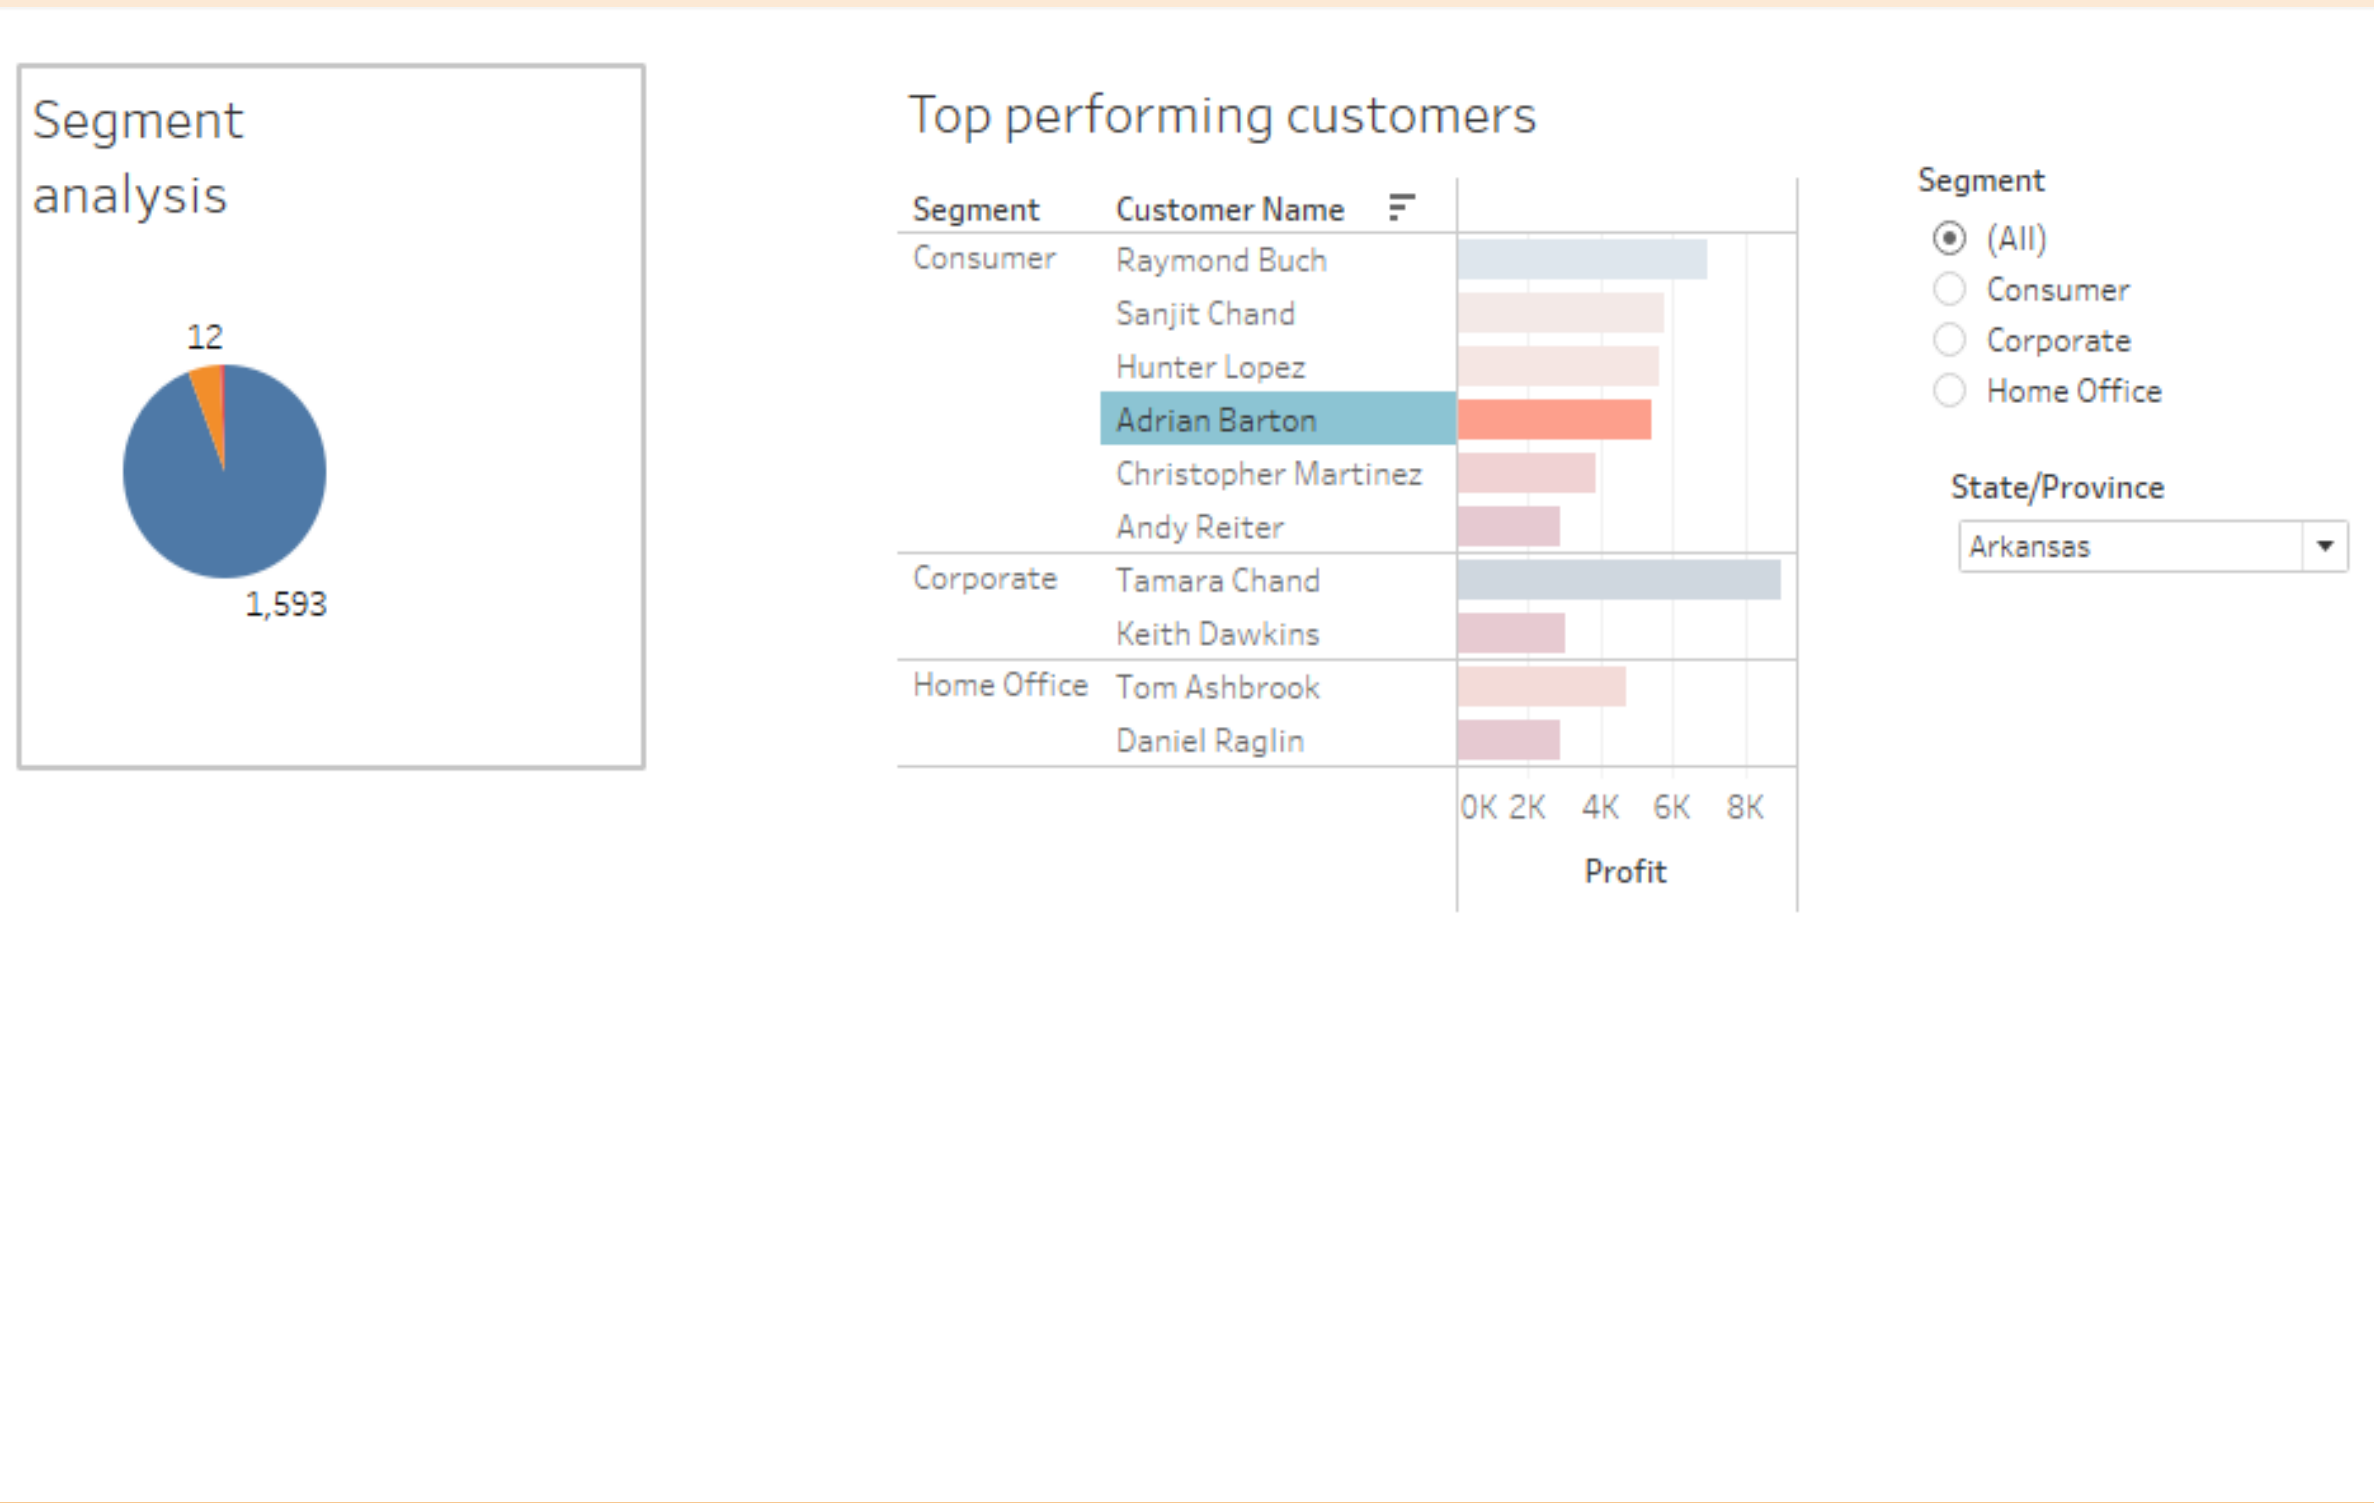 Segment
analysis
12
1,593
Top performing customers
Segment Customer Name
Consumer Raymond Buch
Sanjit Chand
Hunter Lopez
Adrian Barton
Christopher Martinez
Andy Reiter
Corporate Tamara Chand
Keith Dawkins
Home Office Tom Ashbrook
Daniel Raglin
0K 2K 4K 6K 8K
Profit
Segment
(All)
Consumer
Corporate
Home Office
State/Province
Arkansas